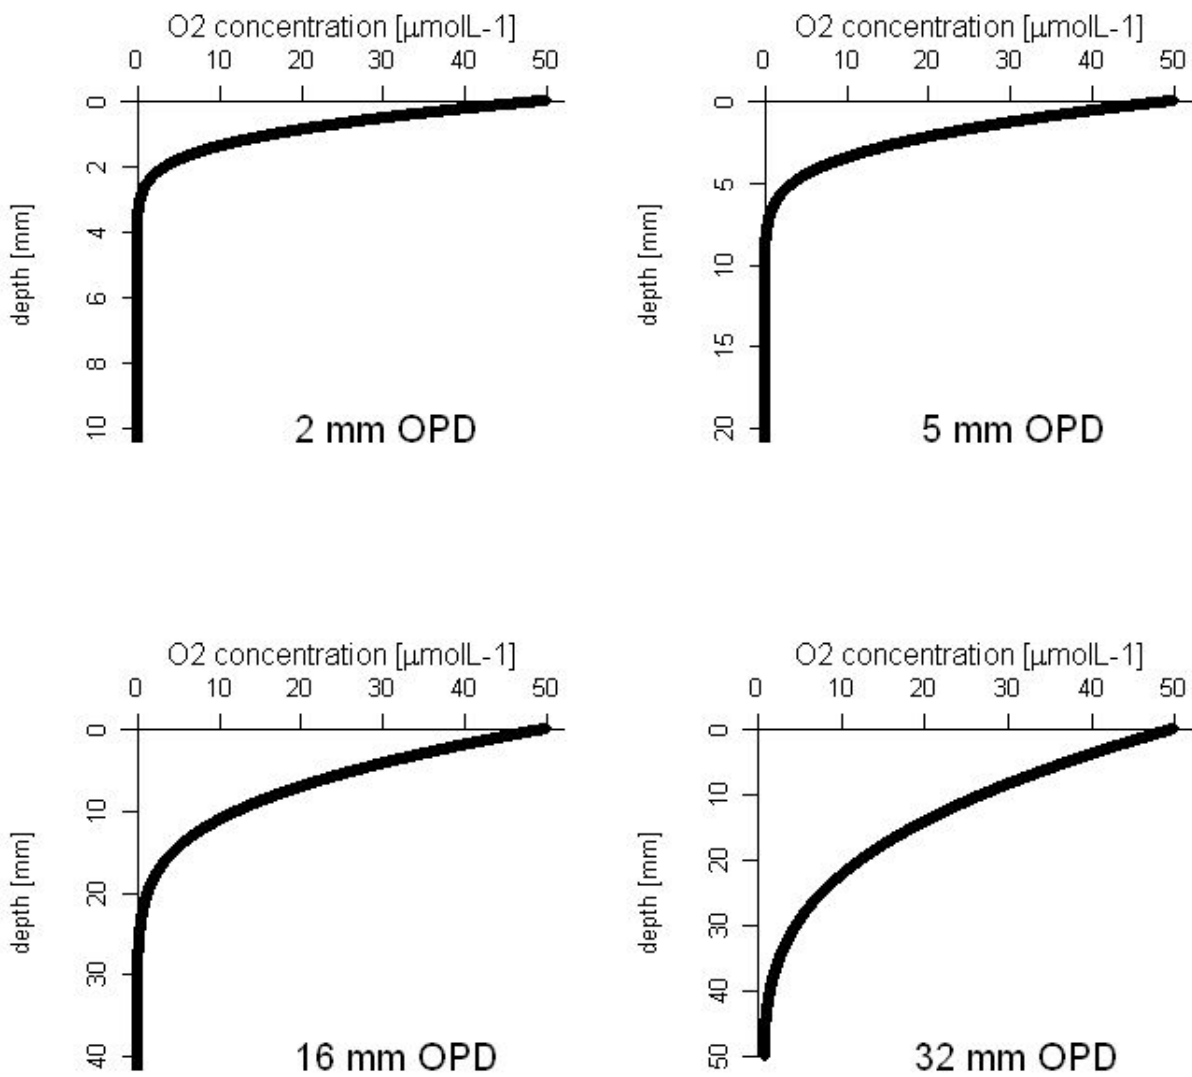 O2 concentration [μmolL-1]
0 10 20 30 40 50
depth [mm]
0
2
4
6
8
10
2 mm OPD
O2 concentration [μmolL-1]
0 10 20 30 40 50
depth [mm]
0
5
10
15
20
5 mm OPD
O2 concentration [μmolL-1]
0 10 20 30 40 50
depth [mm]
0
10
20
30
40
16 mm OPD
O2 concentration [μmolL-1]
0 10 20 30 40 50
depth [mm]
0
10
20
30
40
50
32 mm OPD